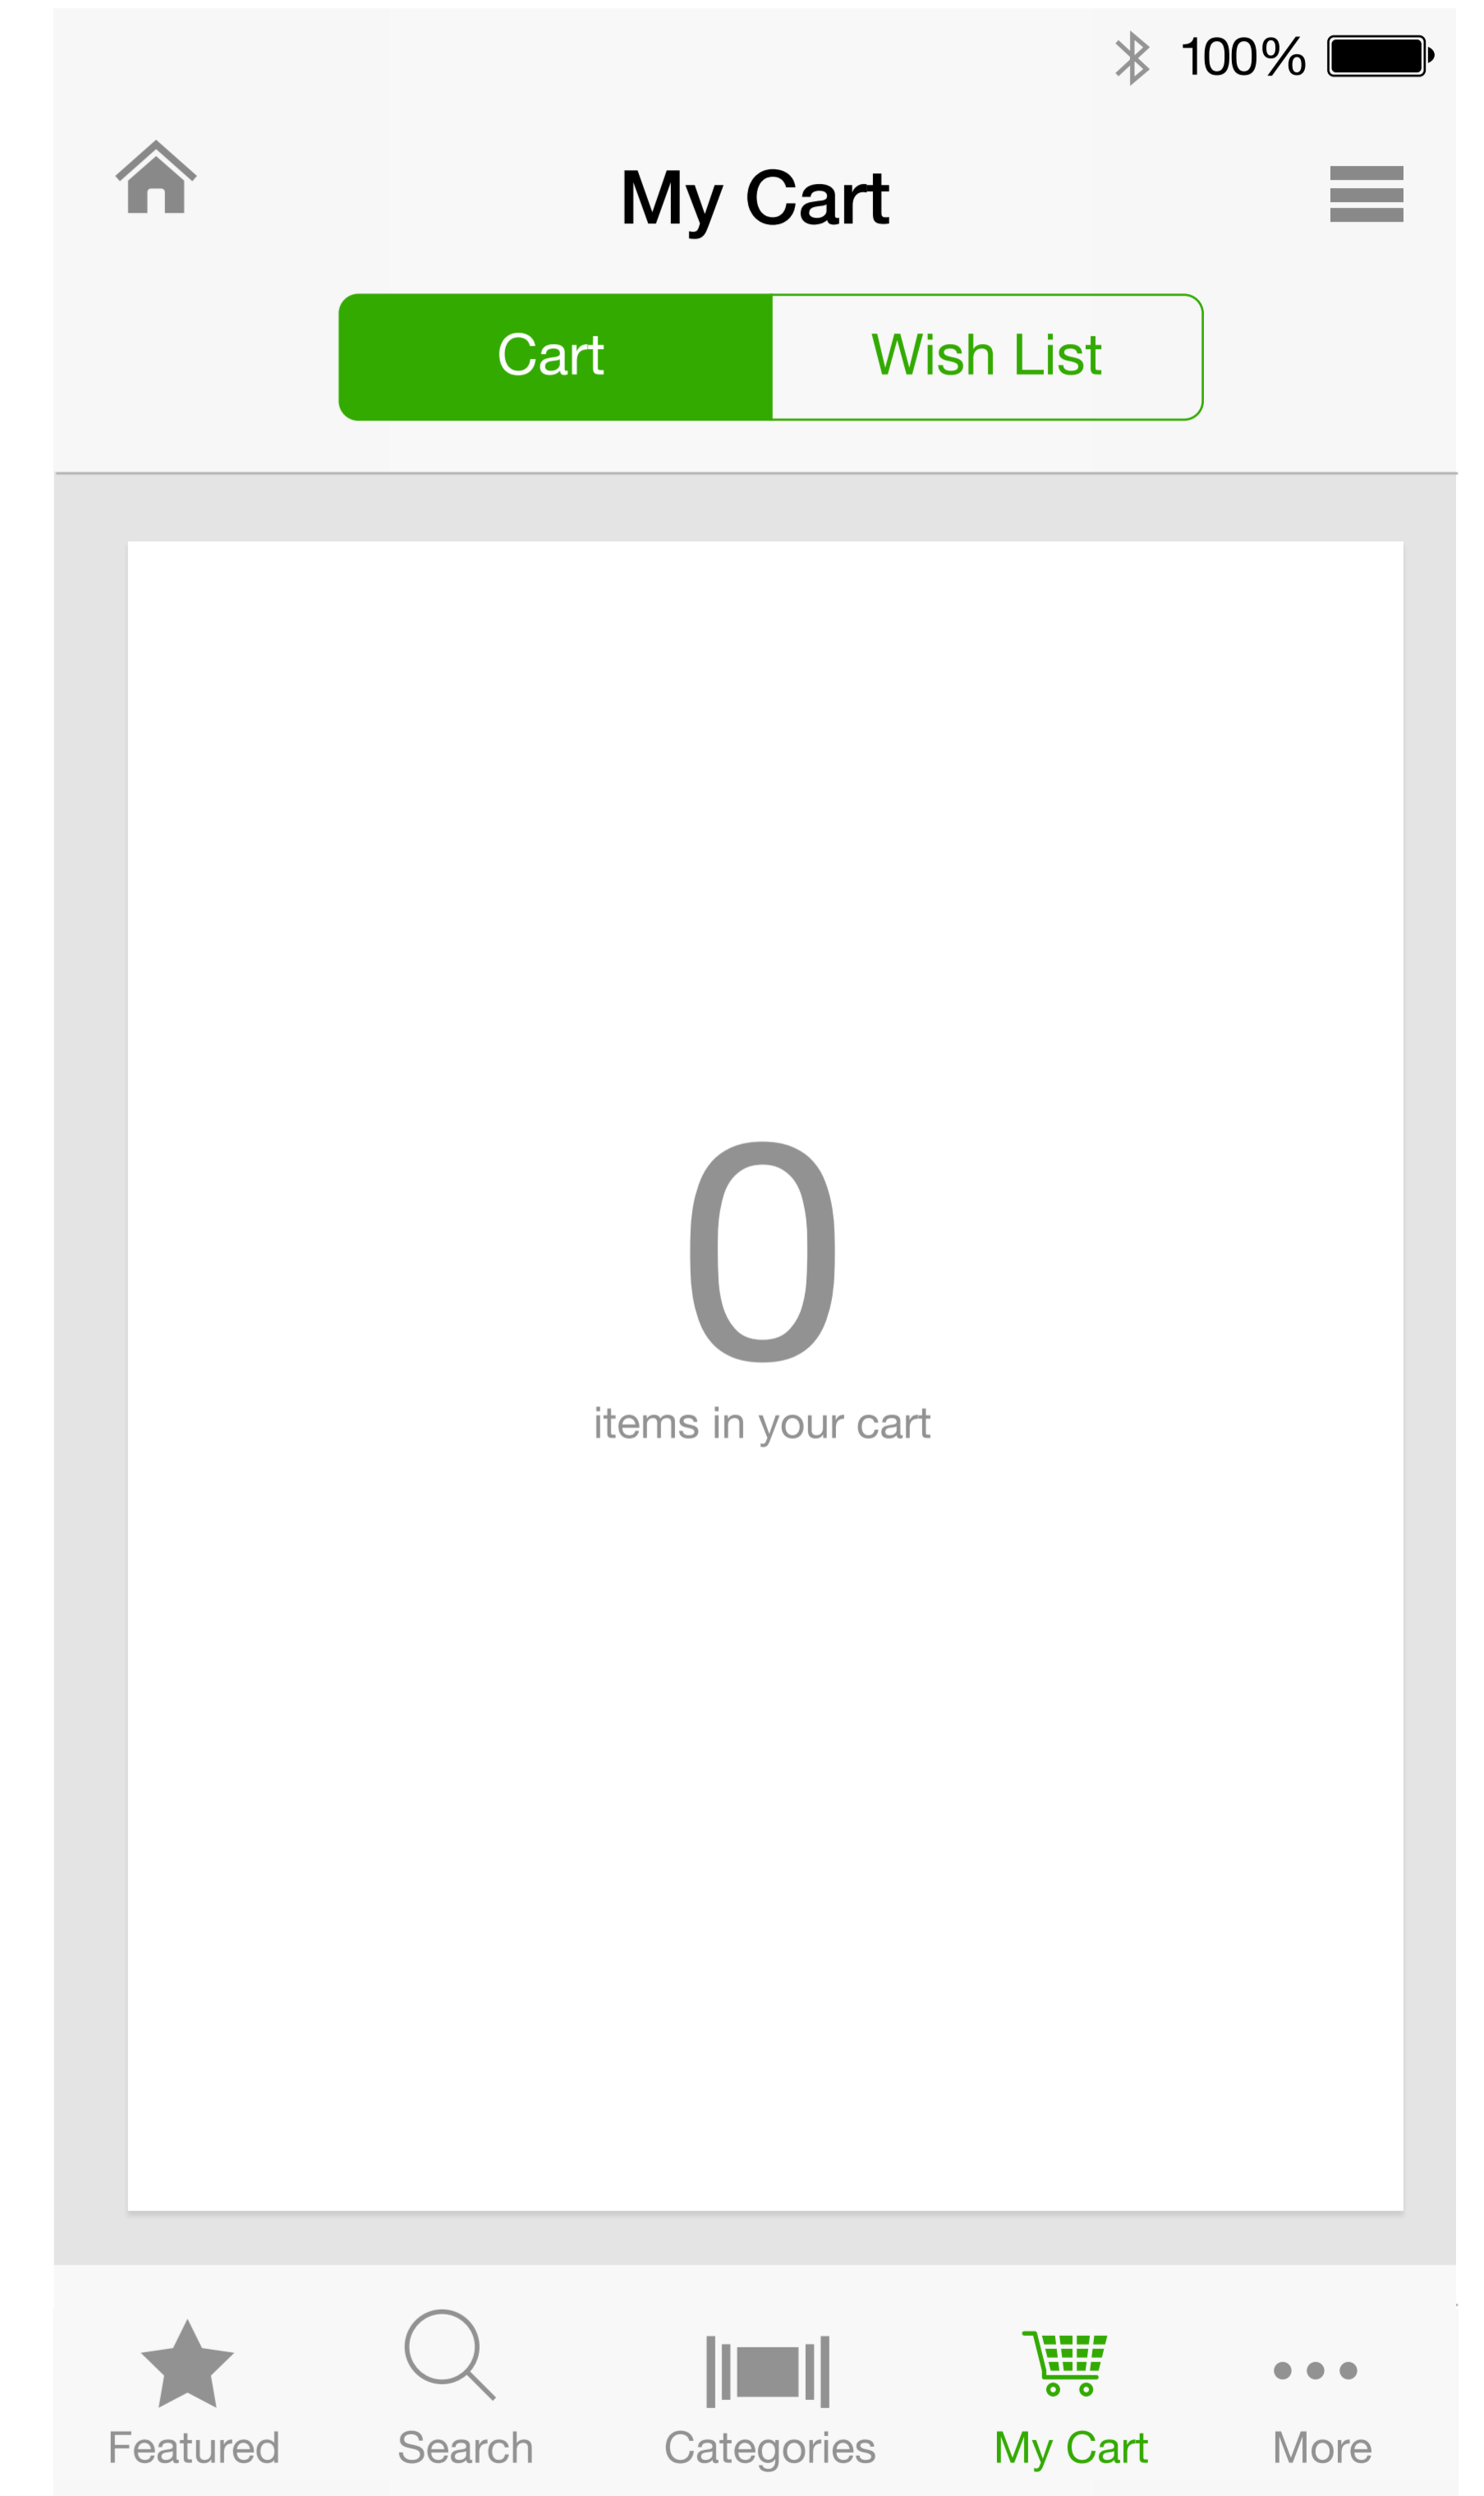 100%
My Cart
Cart Wish List
0
items in your cart
Featured Search Categories My Cart More